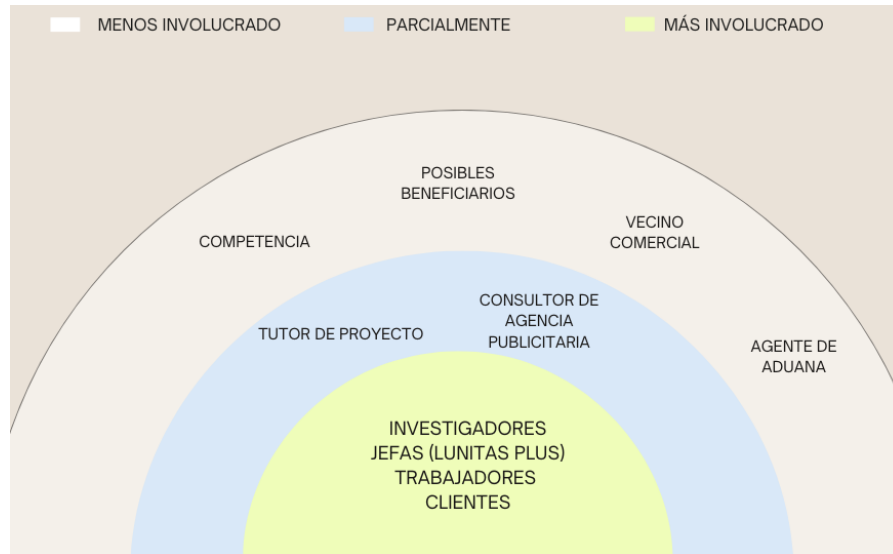 MENOS INVOLUCRADO
PARCIALMENTE
MÁS INVOLUCRADO
POSIBLES
BENEFICIARIOS
COMPETENCIA
VECINO
COMERCIAL
TUTOR DE PROYECTO
CONSULTOR DE
AGENCIA
PUBLICITARIA
AGENTE DE
ADUANA
INVESTIGADORES
JEFAS (LUNITAS PLUS)
TRABAJADORES
CLIENTES